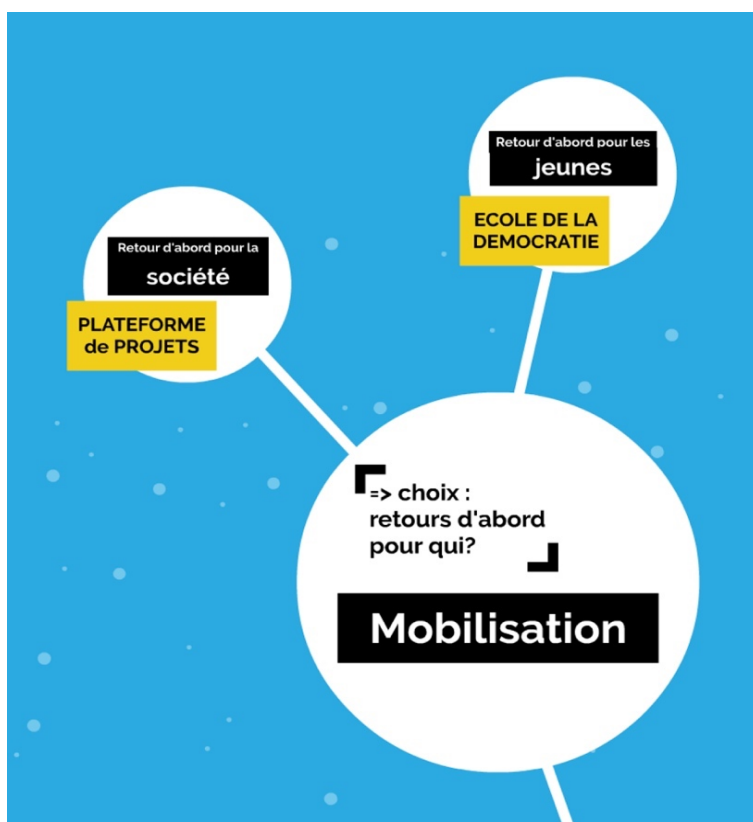 Retour d'abord pour les
jeunes
ECOLE DE LA
DEMOCRATIE
Retour d'abord pour la
société
PLATEFORME
de PROJETS
=> choix :
retours d'abord
pour qui?
Mobilisation